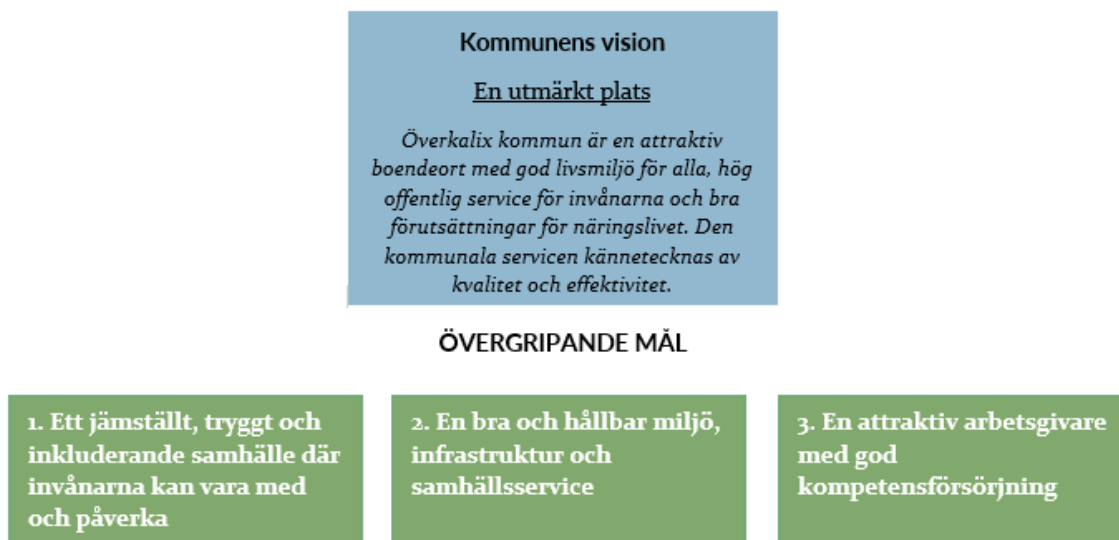 Kommunens vision
En utmärkt plats
Överkalix kommun är en attraktiv
boendeort med god livsmiljö för alla, hög
offentlig service för invånarna och bra
förutsättningar för näringslivet. Den
kommunala servicen kännetecknas av
kvalitet och effektivitet.
ÖVERGRIPANDE MÅL
1. Ett jämställt, tryggt och
inkluderande samhälle där
invånarna kan vara med
och påverka
2. En bra och hållbar miljö,
infrastruktur och
samhällsservice
3. En attraktiv arbetsgivare
med god
kompetensförsörjning